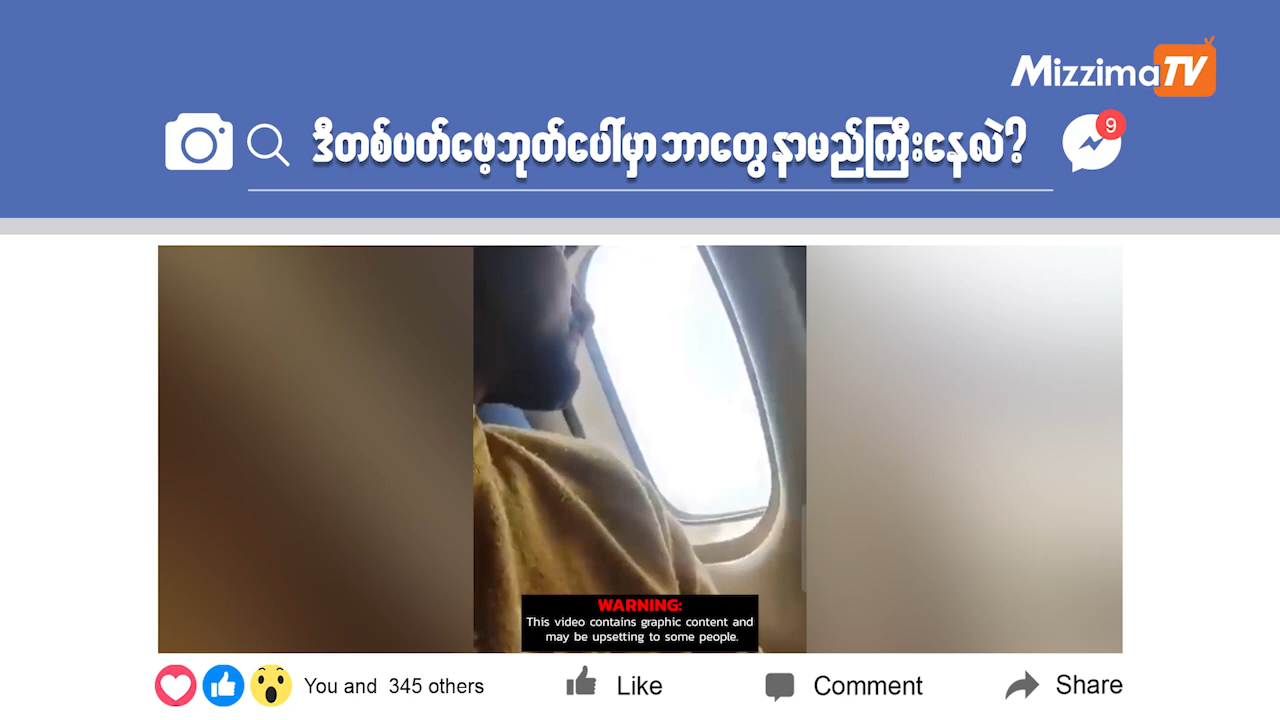 MizzimaTV
ဒီတစ်ပတ်ဖေ့ဘုတ်ပေါ်မှာ ဘာတွေ နာမည်ကြီးနေလဲ?
9
WARNING:
This video contains graphic content and
may be upsetting to some people.
You and 345 others
Like
Comment
Share